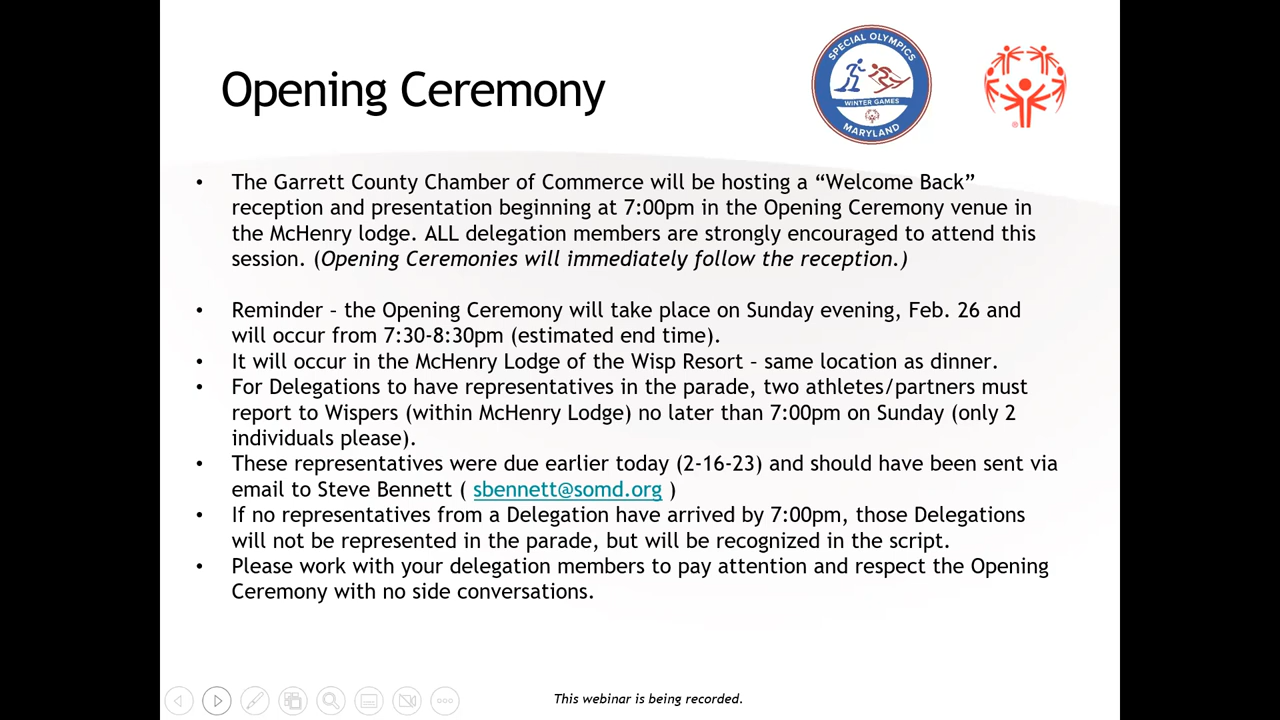 Opening Ceremony
SPECIAL OLYMPICS
WINTER GAMES
MARYLAND
®
• The Garrett County Chamber of Commerce will be hosting a “Welcome Back”
reception and presentation beginning at 7:00pm in the Opening Ceremony venue in
the McHenry lodge. ALL delegation members are strongly encouraged to attend this
session. (Opening Ceremonies will immediately follow the reception.)
• Reminder – the Opening Ceremony will take place on Sunday evening, Feb. 26 and
will occur from 7:30-8:30pm (estimated end time).
• It will occur in the McHenry Lodge of the Wisp Resort – same location as dinner.
• For Delegations to have representatives in the parade, two athletes/partners must
report to Wispers (within McHenry Lodge) no later than 7:00pm on Sunday (only 2
individuals please).
• These representatives were due earlier today (2-16-23) and should have been sent via
email to Steve Bennett ( sbennett@somd.org )
• If no representatives from a Delegation have arrived by 7:00pm, those Delegations
will not be represented in the parade, but will be recognized in the script.
• Please work with your delegation members to pay attention and respect the Opening
Ceremony with no side conversations.
This webinar is being recorded.